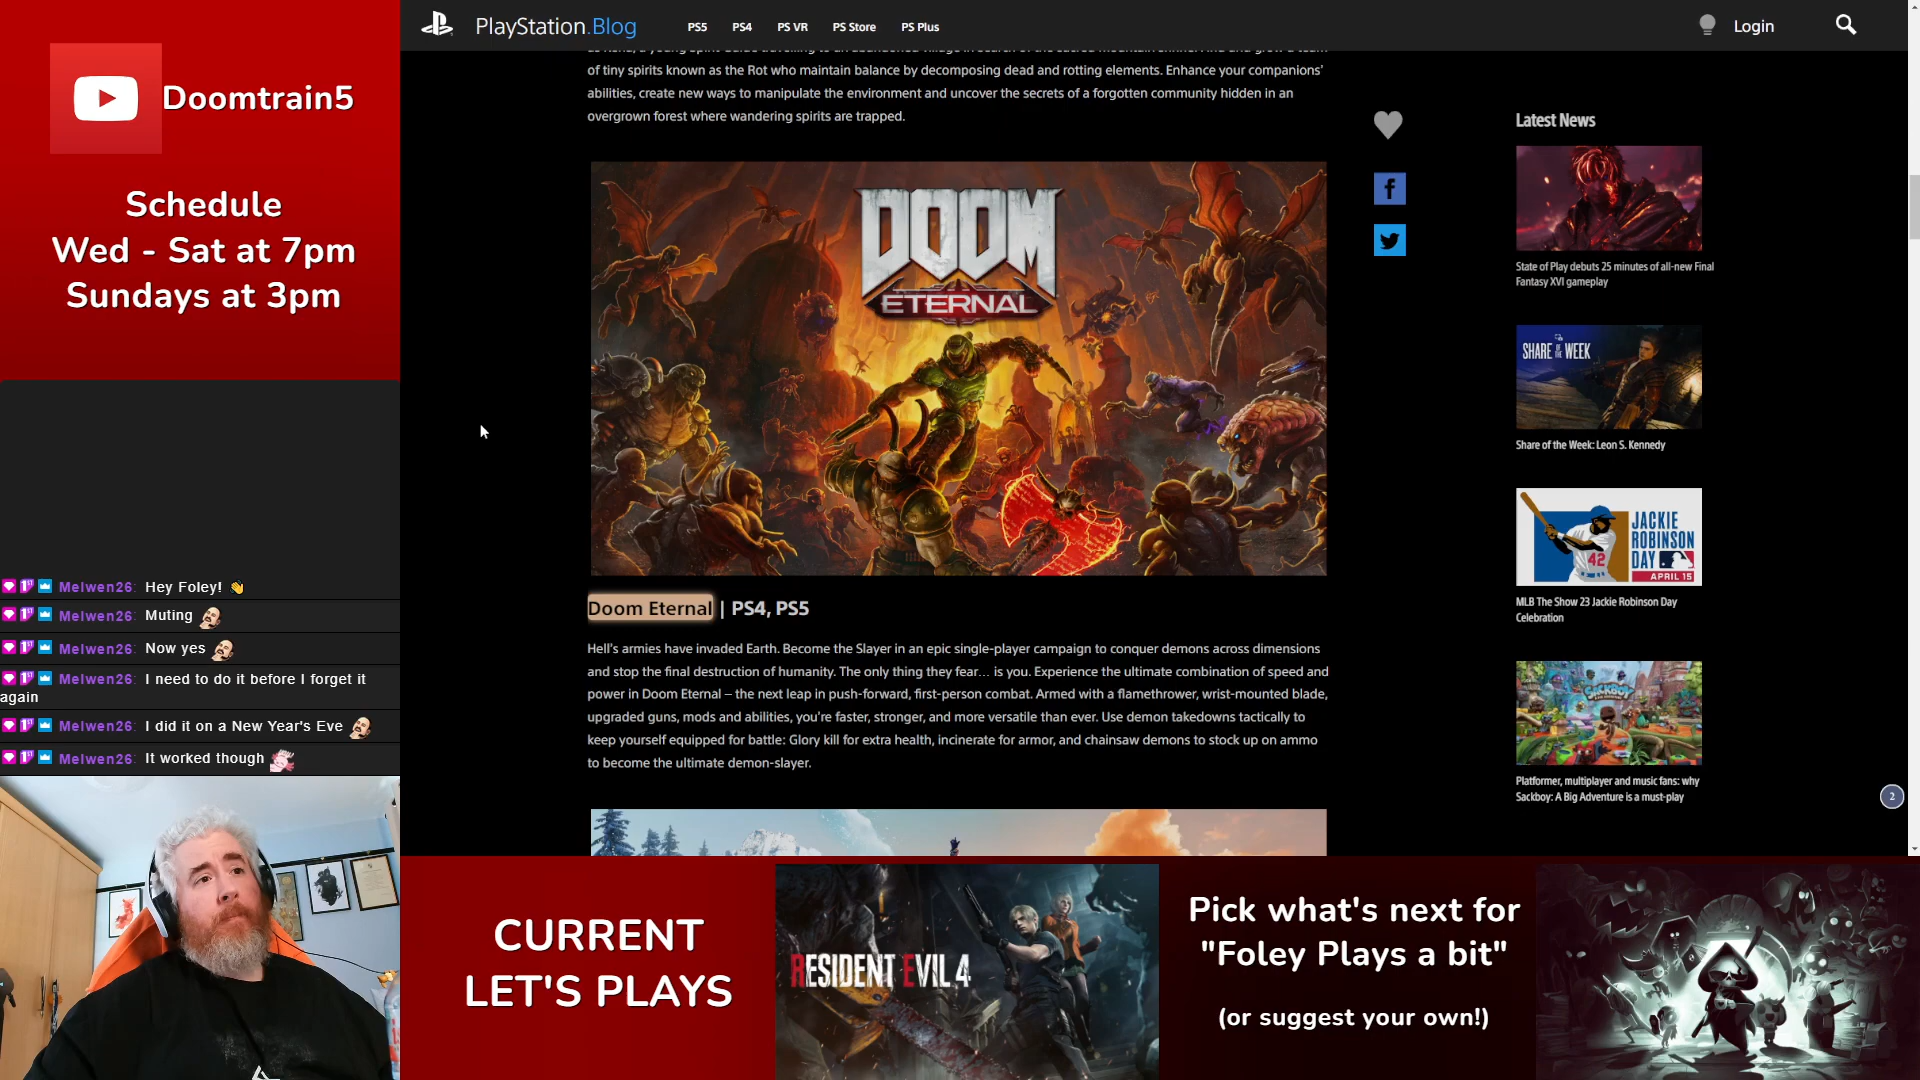 Doomtrain5
Schedule
Wed - Sat at 7pm
Sundays at 3pm
Melwen26: Hey Foley!
Melwen26: Muting
Melwen26: Now yes
Melwen26: I need to do it before I forget it
again
Melwen26: I did it on a New Year's Eve
Melwen26: It worked though
PlayStation.Blog
PS5 PS4 PS VR PS Store PS Plus
Login
of tiny spirits known as the Rot who maintain balance by decomposing dead and rotting elements. Enhance your companions'
abilities, create new ways to manipulate the environment and uncover the secrets of a forgotten community hidden in an
overgrown forest where wandering spirits are trapped.
DOOM
ETERNAL
Doom Eternal | PS4, PS5
Hell's armies have invaded Earth. Become the Slayer in an epic single-player campaign to conquer demons across dimensions
and stop the final destruction of humanity. The only thing they fear… is you. Experience the ultimate combination of speed and
power in Doom Eternal – the next leap in push-forward, first-person combat. Armed with a flamethrower, wrist-mounted blade,
upgraded guns, mods and abilities, you're faster, stronger, and more versatile than ever. Use demon takedowns tactically to
keep yourself equipped for battle: Glory kill for extra health, incinerate for armor, and chainsaw demons to stock up on ammo
to become the ultimate demon-slayer.
Latest News
State of Play debuts 25 minutes of all-new Final
Fantasy XVI gameplay
SHARE OF THE WEEK
Share of the Week: Leon S. Kennedy
JACKIE
ROBINSON
DAY
APRIL 15
42
MLB The Show 23 Jackie Robinson Day
Celebration
SACKBOY
Platformer, multiplayer and music fans: why
Sackboy: A Big Adventure is a must-play
2
CURRENT
LET'S PLAYS
RESIDENT EVIL 4
Pick what's next for
"Foley Plays a bit"
(or suggest your own!)